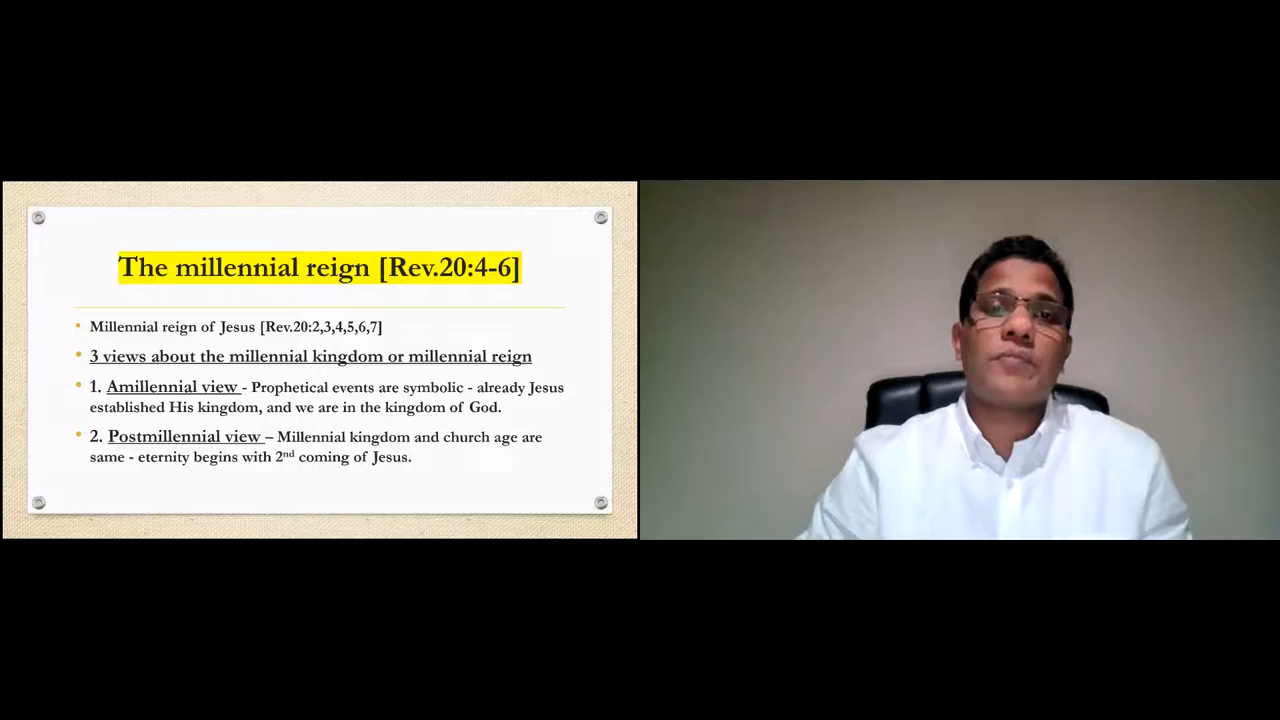 The millennial reign [Rev.20:4-6]
• Millennial reign of Jesus [Rev.20:2,3,4,5,6,7]
• 3 views about the millennial kingdom or millennial reign
• 1. Amillennial view - Prophetical events are symbolic - already Jesus
established His kingdom, and we are in the kingdom of God.
• 2. Postmillennial view – Millennial kingdom and church age are
same - eternity begins with 2nd coming of Jesus.